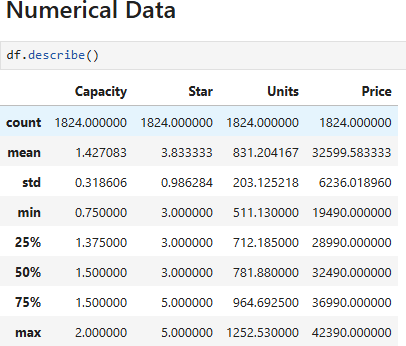 Numerical Data
df.describe()
Capacity Star Units Price
count 1824.000000 1824.000000 1824.000000 1824.000000
mean 1.427083 3.833333 831.204167 32599.583333
std 0.318606 0.986284 203.125218 6236.018960
min 0.750000 3.000000 511.130000 19490.000000
25% 1.375000 3.000000 712.185000 28990.000000
50% 1.500000 3.000000 781.880000 32490.000000
75% 1.500000 5.000000 964.692500 36990.000000
max 2.000000 5.000000 1252.530000 42390.000000